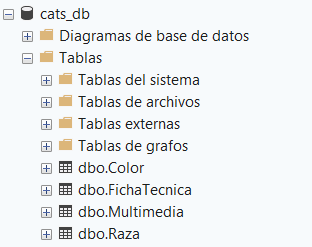 cats_db
Diagramas de base de datos
Tablas
Tablas del sistema
Tablas de archivos
Tablas externas
Tablas de grafos
dbo.Color
dbo.FichaTecnica
dbo.Multimedia
dbo.Raza